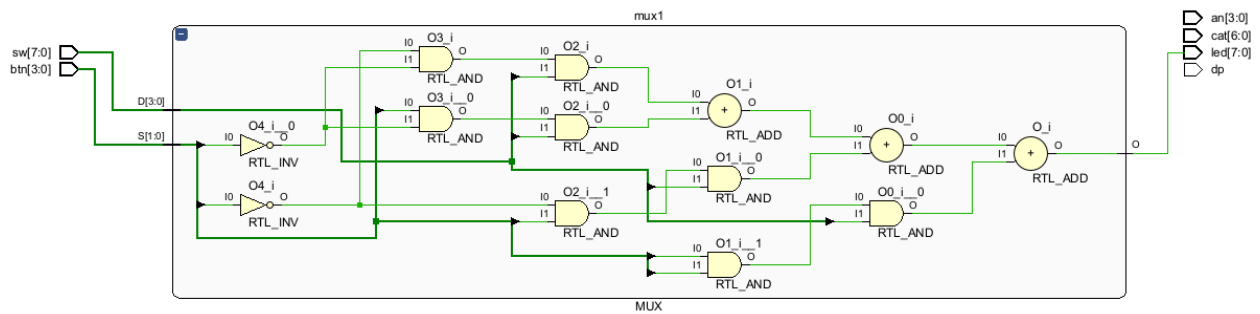 mux1
sw[7:0]
btn[3:0]
D[3:0]
S[1:0]
O4_i__0
I0
O
RTL_INV
O4_i
I0
O
RTL_INV
O3_i
I0
I1
O
RTL_AND
O3_i__0
I0
I1
O
RTL_AND
O2_i
I0
I1
O
RTL_AND
O2_i__0
I0
I1
O
RTL_AND
O2_i__1
I0
I1
O
RTL_AND
O1_i
I0
I1
O
RTL_ADD
O1_i__0
I0
I1
O
RTL_AND
O1_i__1
I0
I1
O
RTL_AND
O0_i
I0
I1
O
RTL_ADD
O0_i__0
I0
I1
O
RTL_AND
O_i
I0
I1
O
RTL_ADD
O
an[3:0]
cat[6:0]
led[7:0]
dp
MUX